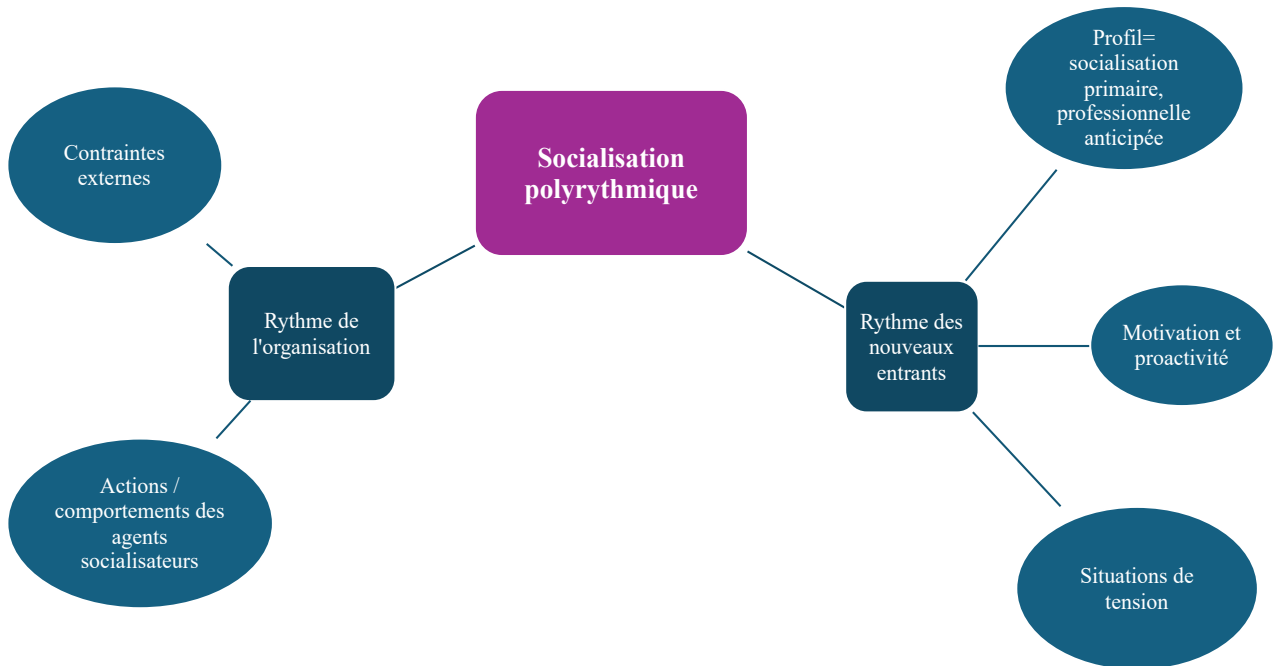 Socialisation
polyrythmique
Contraintes
externes
Rythme de
l'organisation
Actions /
comportements des
agents
socialisateurs
Profil=
socialisation
primaire,
professionnelle
anticipée
Rythme des
nouveaux
entrants
Motivation et
proactivité
Situations de
tension